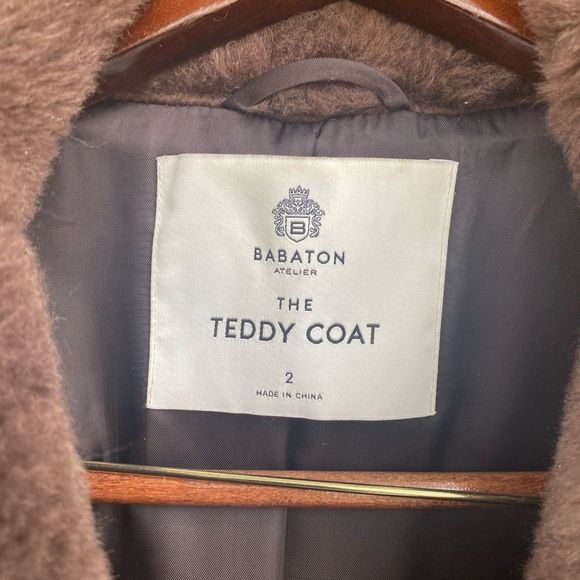 B
BABATON
ATELIER
THE
TEDDY COAT
2
MADE IN CHINA